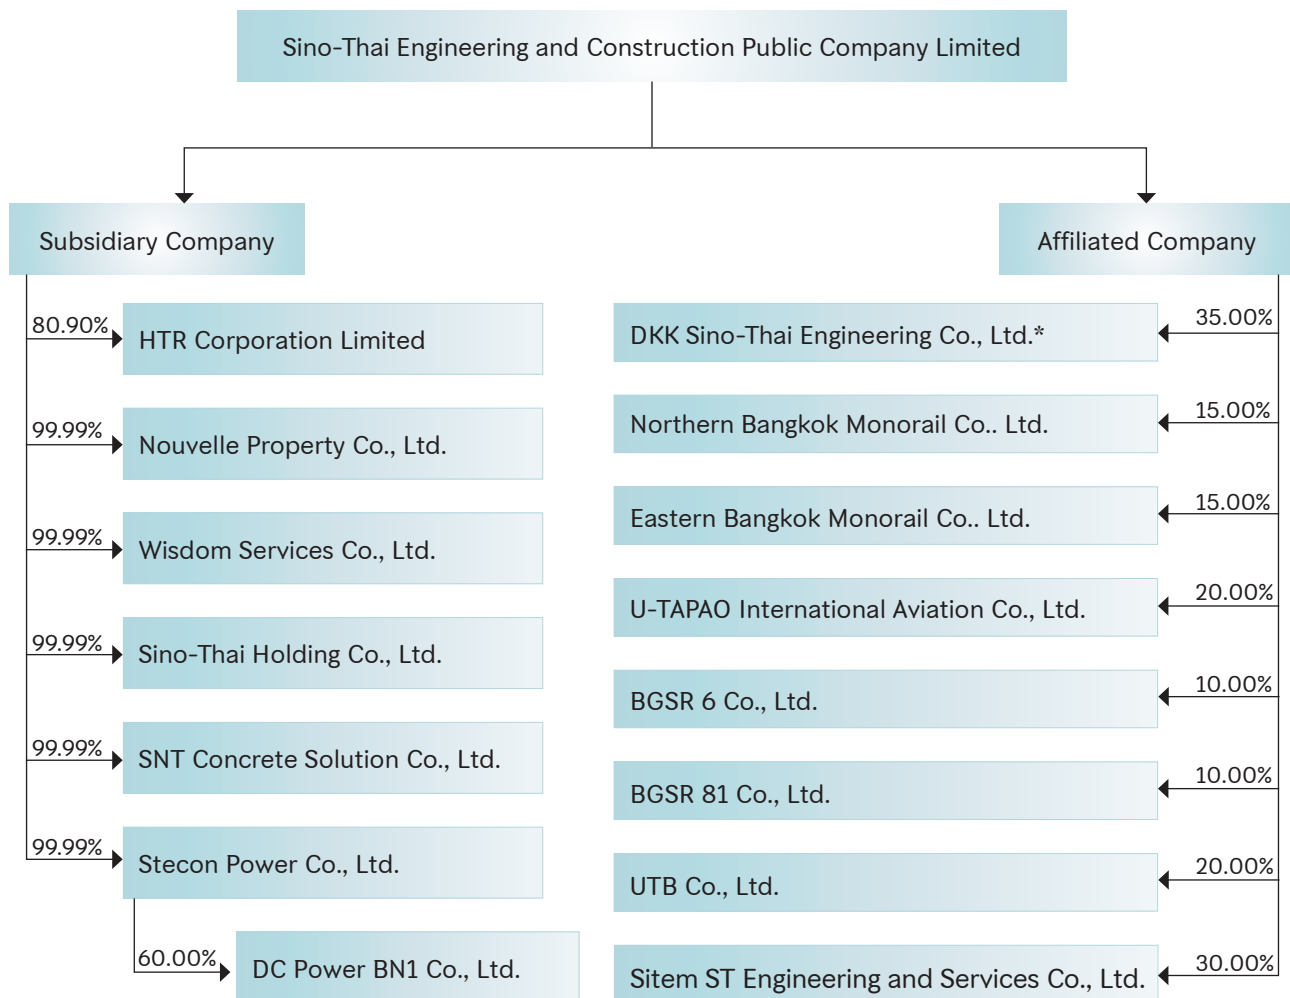 Sino-Thai Engineering and Construction Public Company Limited
Subsidiary Company
80.90%
HTR Corporation Limited
99.99%
Nouvelle Property Co., Ltd.
99.99%
Wisdom Services Co., Ltd.
99.99%
Sino-Thai Holding Co., Ltd.
99.99%
SNT Concrete Solution Co., Ltd.
99.99%
Stecon Power Co., Ltd.
60.00%
DC Power BN1 Co., Ltd.
Affiliated Company
DKK Sino-Thai Engineering Co., Ltd.*
35.00%
Northern Bangkok Monorail Co.. Ltd.
15.00%
Eastern Bangkok Monorail Co.. Ltd.
15.00%
U-TAPAO International Aviation Co., Ltd.
20.00%
BGSR 6 Co., Ltd.
10.00%
BGSR 81 Co., Ltd.
10.00%
UTB Co., Ltd.
20.00%
Sitem ST Engineering and Services Co., Ltd.
30.00%